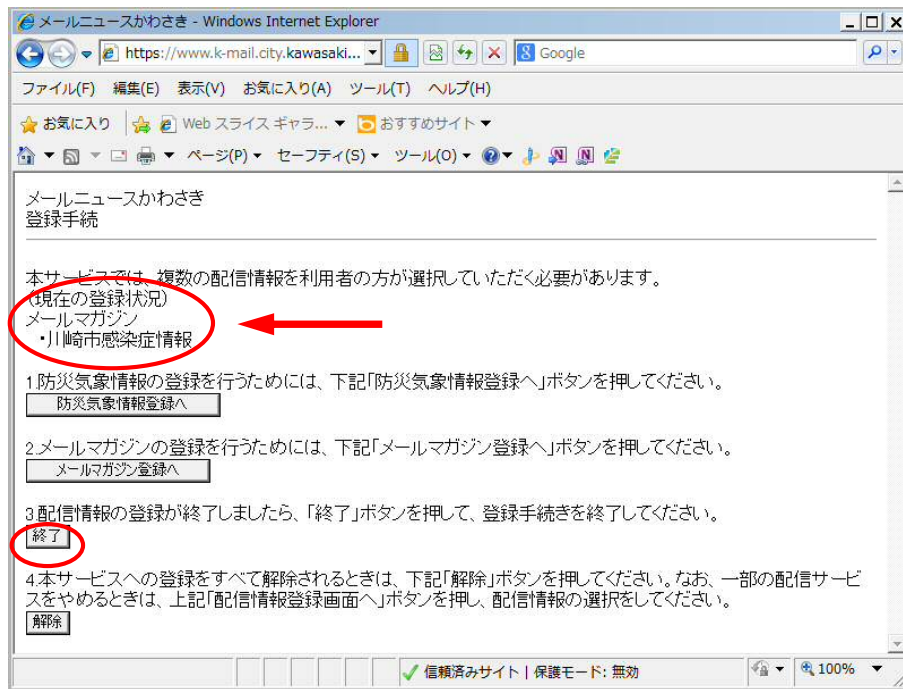 メールニュースかわさき - Windows Internet Explorer
https://www.k-mail.city.kawasaki... Google
ファイル(F) 編集(E) 表示(V) お気に入り(A) ツール(T) ヘルプ(H)
お気に入り Web スライス ギャラ... おすすめサイト
ページ(P) セーフティ(S) ツール(O)
メールニュースかわさき
登録手続
本サービスでは、複数の配信情報を利用者の方が選択していただく必要があります。
(現在の登録状況)
メールマガジン
・川崎市感染症情報
1.防災気象情報の登録を行うためには、下記「防災気象情報登録へ」ボタンを押してください。
防災気象情報登録へ
2.メールマガジンの登録を行うためには、下記「メールマガジン登録へ」ボタンを押してください。
メールマガジン登録へ
3.配信情報の登録が終了しましたら、「終了」ボタンを押して、登録手続きを終了してください。
終了
4.本サービスへの登録をすべて解除されるときは、下記「解除」ボタンを押してください。なお、一部の配信サービ
スをやめるときは、上記「配信情報登録画面へ」ボタンを押し、配信情報の選択をしてください。
解除
信頼済みサイト | 保護モード: 無効 100%